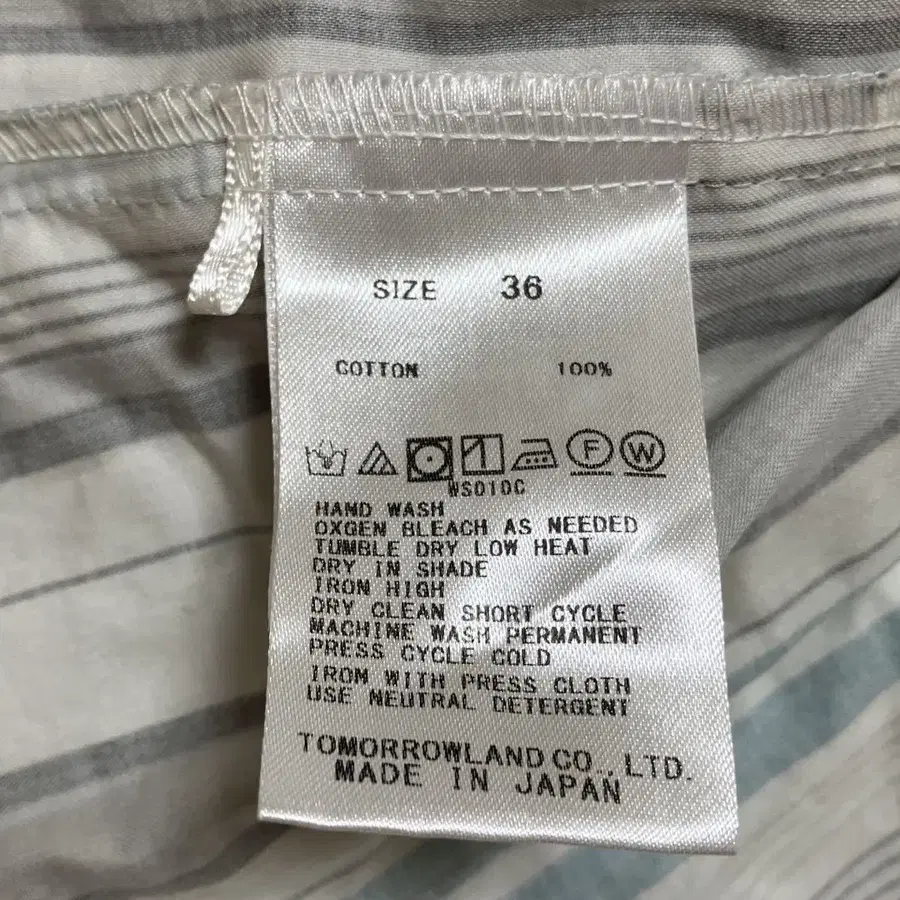 SIZE 36
COTTON 100%
F W
WS010C
HAND WASH
OXGEN BLEACH AS NEEDED
TUMBLE DRY LOW HEAT
DRY IN SHADE
IRON HIGH
DRY CLEAN SHORT CYCLE
MACHINE WASH PERMANENT
PRESS CYCLE COLD
IRON WITH PRESS CLOTH
USE NEUTRAL DETERGENT
TOMORROWLAND CO., LTD.
MADE IN JAPAN